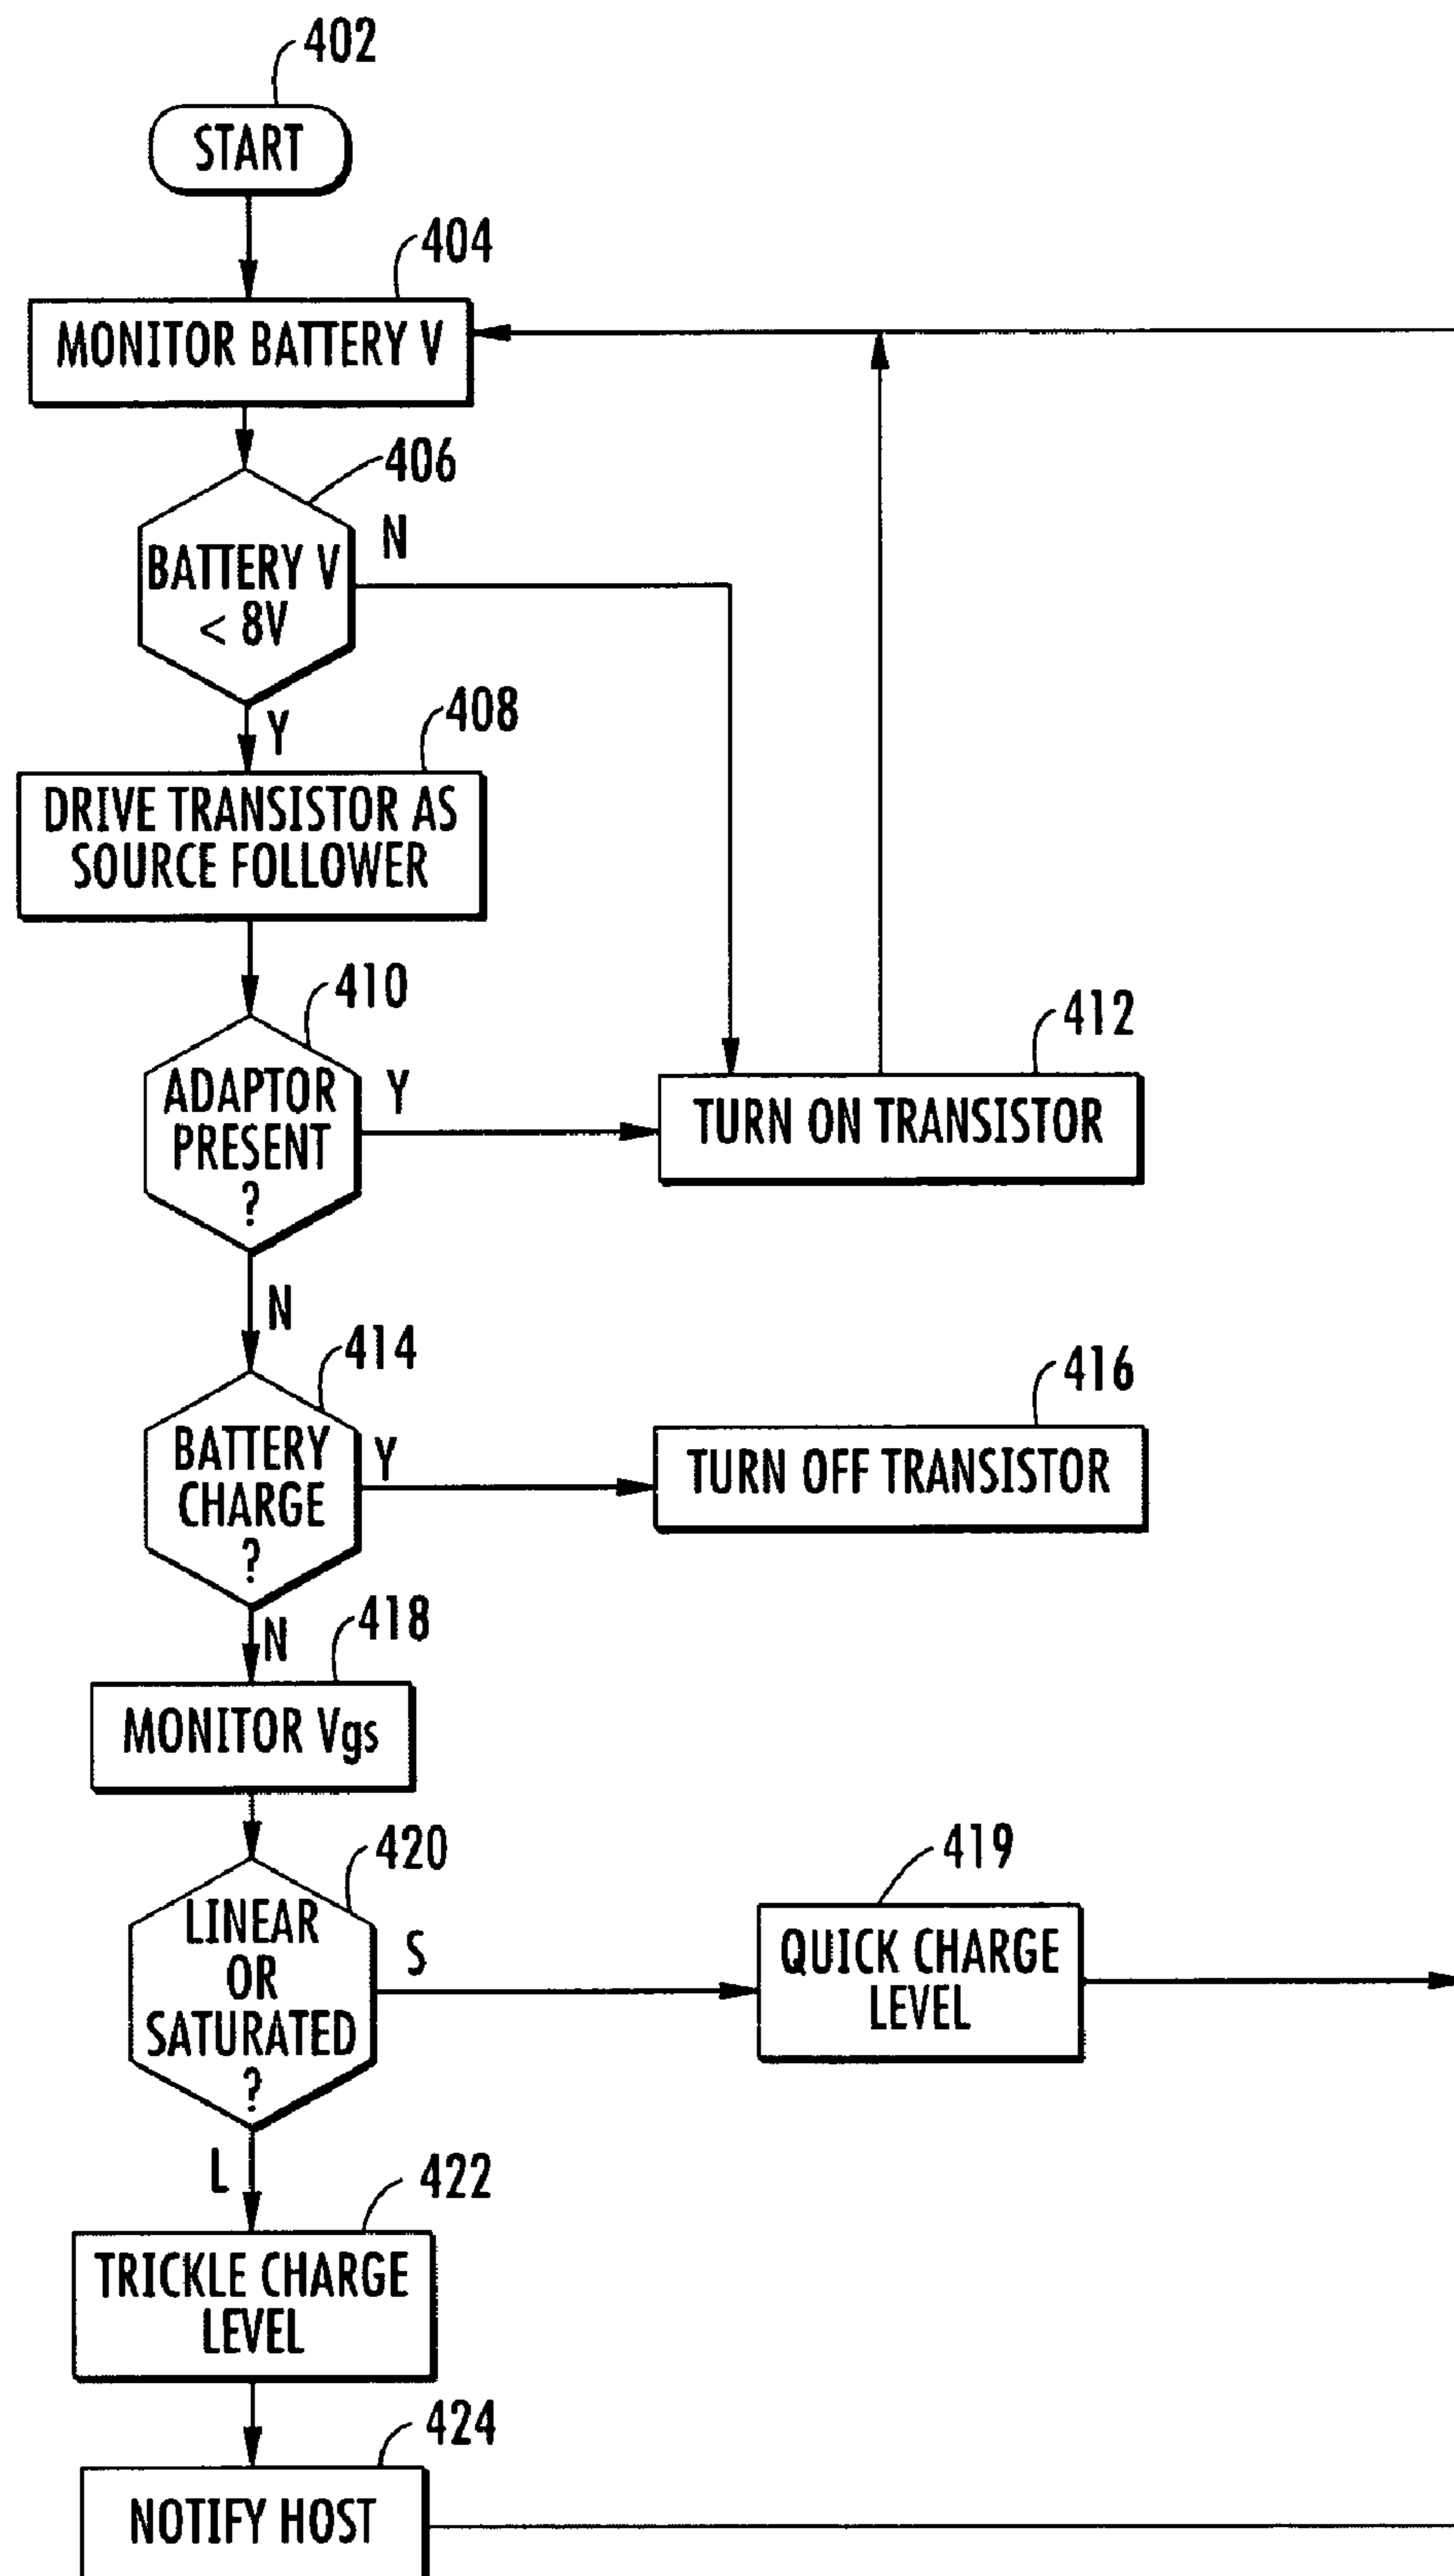 402
START
404
MONITOR BATTERY V
406
BATTERY V
< 8V
N
Y
408
DRIVE TRANSISTOR AS
SOURCE FOLLOWER
410
ADAPTOR
PRESENT
?
Y
412
TURN ON TRANSISTOR
N
414
BATTERY
CHARGE
?
Y
416
TURN OFF TRANSISTOR
N
418
MONITOR Vgs
420
LINEAR
OR
SATURATED
?
S
419
QUICK CHARGE
LEVEL
L
422
TRICKLE CHARGE
LEVEL
424
NOTIFY HOST